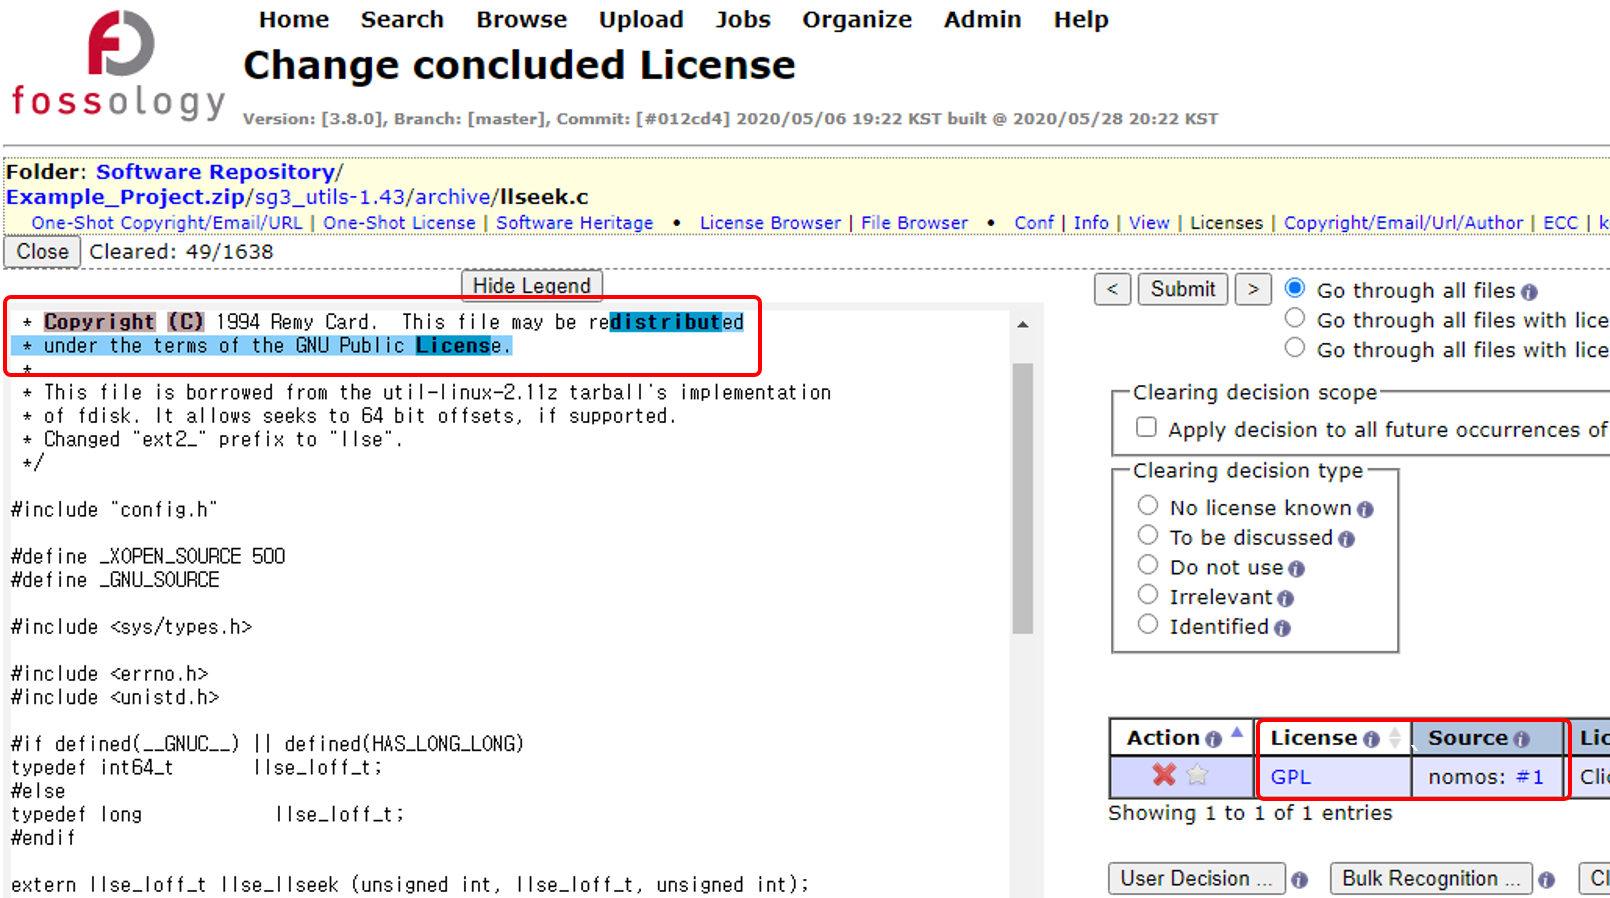 Home Search Browse Upload Jobs Organize Admin Help
fossology
Change concluded License
Version: [3.8.0], Branch: [master], Commit: [#012cd4] 2020/05/06 19:22 KST built @ 2020/05/28 20:22 KST
Folder: Software Repository/
Example_Project.zip/sg3_utils-1.43/archive/llseek.c
One-Shot Copyright/Email/URL | One-Shot License | Software Heritage • License Browser | File Browser • Conf | Info | View | Licenses | Copyright/Email/Url/Author | ECC | k
Close Cleared: 49/1638
Hide Legend
* Copyright (C) 1994 Remy Card. This file may be redistributed
* under the terms of the GNU Public License.
*
* This file is borrowed from the util-linux-2.11z tarball's implementation
* of fdisk. It allows seeks to 64 bit offsets, if supported.
* Changed "ext2_" prefix to "llse".
*/
#include "config.h"
#define _XOPEN_SOURCE 500
#define _GNU_SOURCE
#include <sys/types.h>
#include <errno.h>
#include <unistd.h>
#if defined(__GNUC__) || defined(HAS_LONG_LONG)
typedef int64_t llse_loff_t;
#else
typedef long llse_loff_t;
#endif
extern llse_loff_t llse_llseek (unsigned int, llse_loff_t, unsigned int);
< Submit >
Go through all files
Go through all files with lice
Go through all files with lice
Clearing decision scope
Apply decision to all future occurrences of
Clearing decision type
No license known
To be discussed
Do not use
Irrelevant
Identified
Action License Source Lic
GPL nomos: #1 Clic
Showing 1 to 1 of 1 entries
User Decision ... Bulk Recognition ... Cl